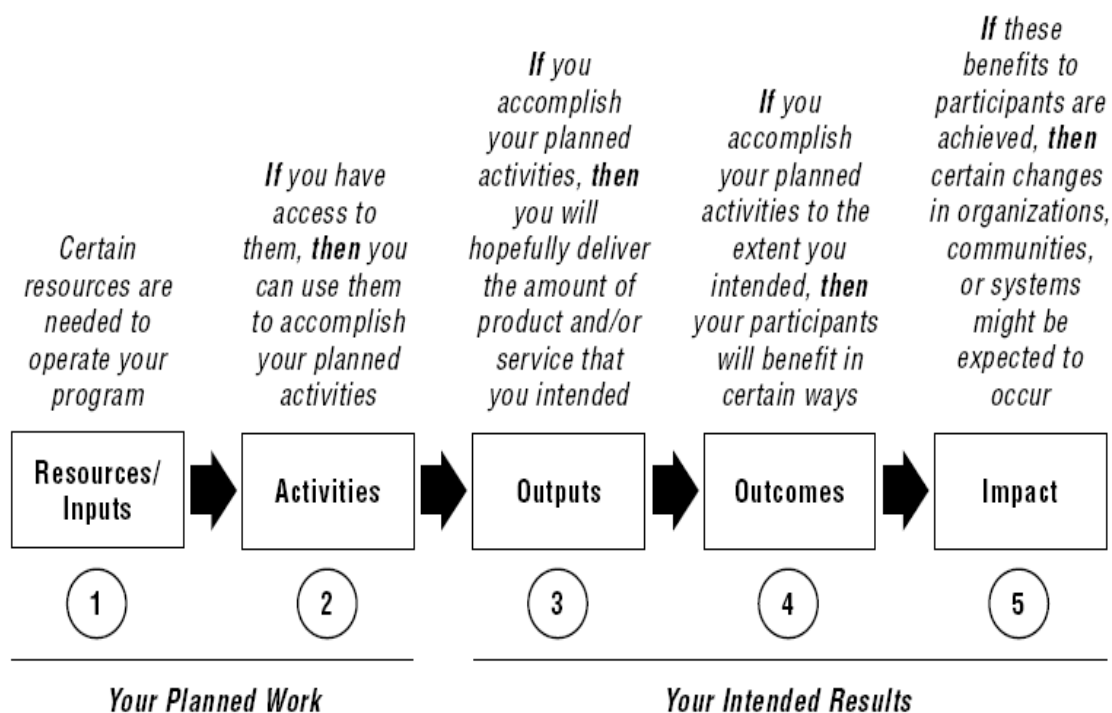 Certain
resources are
needed to
operate your
program
If you have
access to
them, then you
can use them
to accomplish
your planned
activities
If you
accomplish
your planned
activities, then
you will
hopefully deliver
the amount of
product and/or
service that
you intended
If you
accomplish
your planned
activities to the
extent you
intended, then
your participants
will benefit in
certain ways
If these
benefits to
participants are
achieved, then
certain changes
in organizations,
communities,
or systems
might be
expected to
occur
Resources/
Inputs
Activities
Outputs
Outcomes
Impact
1
2
3
4
5
Your Planned Work
Your Intended Results